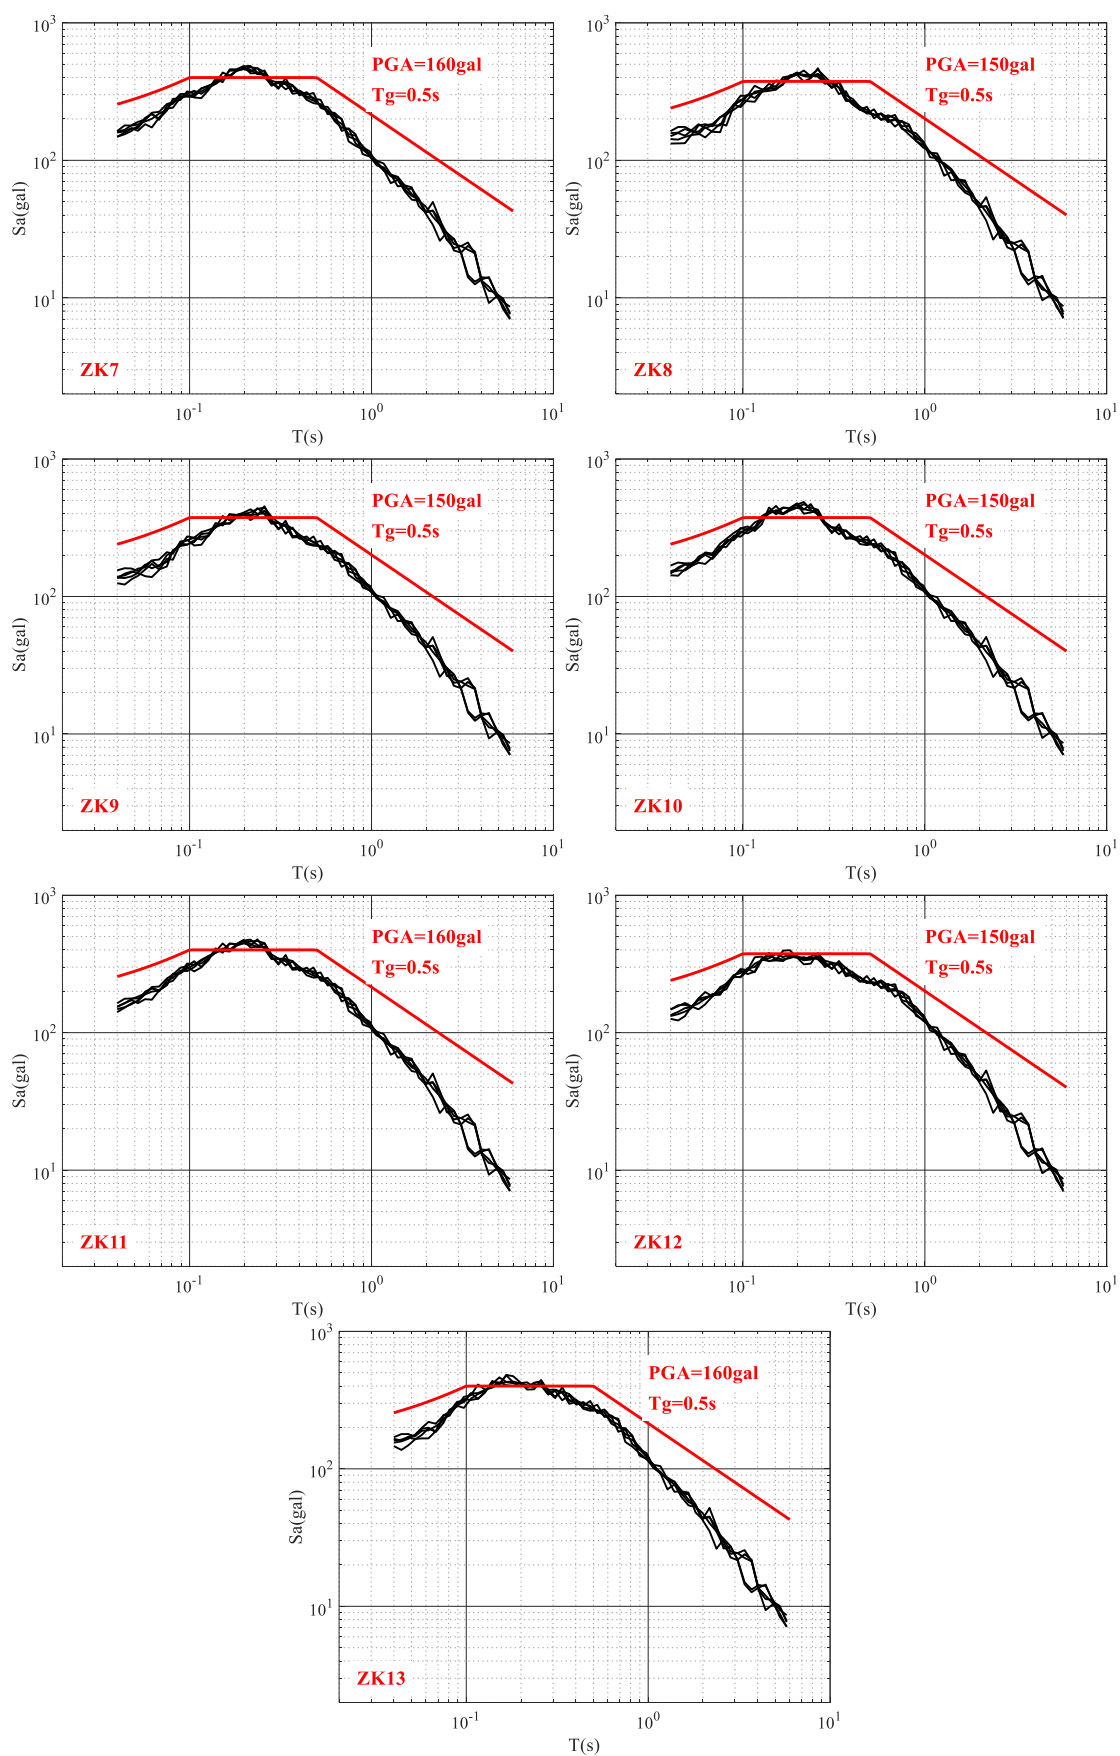 10³
10²
10¹
Sa(gal)
PGA=160gal
Tg=0.5s
ZK7
10⁻¹
10⁰
10¹
T(s)
10³
10²
10¹
Sa(gal)
PGA=150gal
Tg=0.5s
ZK8
10⁻¹
10⁰
10¹
T(s)
10³
10²
10¹
Sa(gal)
PGA=150gal
Tg=0.5s
ZK9
10⁻¹
10⁰
10¹
T(s)
10³
10²
10¹
Sa(gal)
PGA=150gal
Tg=0.5s
ZK10
10⁻¹
10⁰
10¹
T(s)
10³
10²
10¹
Sa(gal)
PGA=160gal
Tg=0.5s
ZK11
10⁻¹
10⁰
10¹
T(s)
10³
10²
10¹
Sa(gal)
PGA=150gal
Tg=0.5s
ZK12
10⁻¹
10⁰
10¹
T(s)
10³
10²
10¹
Sa(gal)
PGA=160gal
Tg=0.5s
ZK13
10⁻¹
10⁰
10¹
T(s)